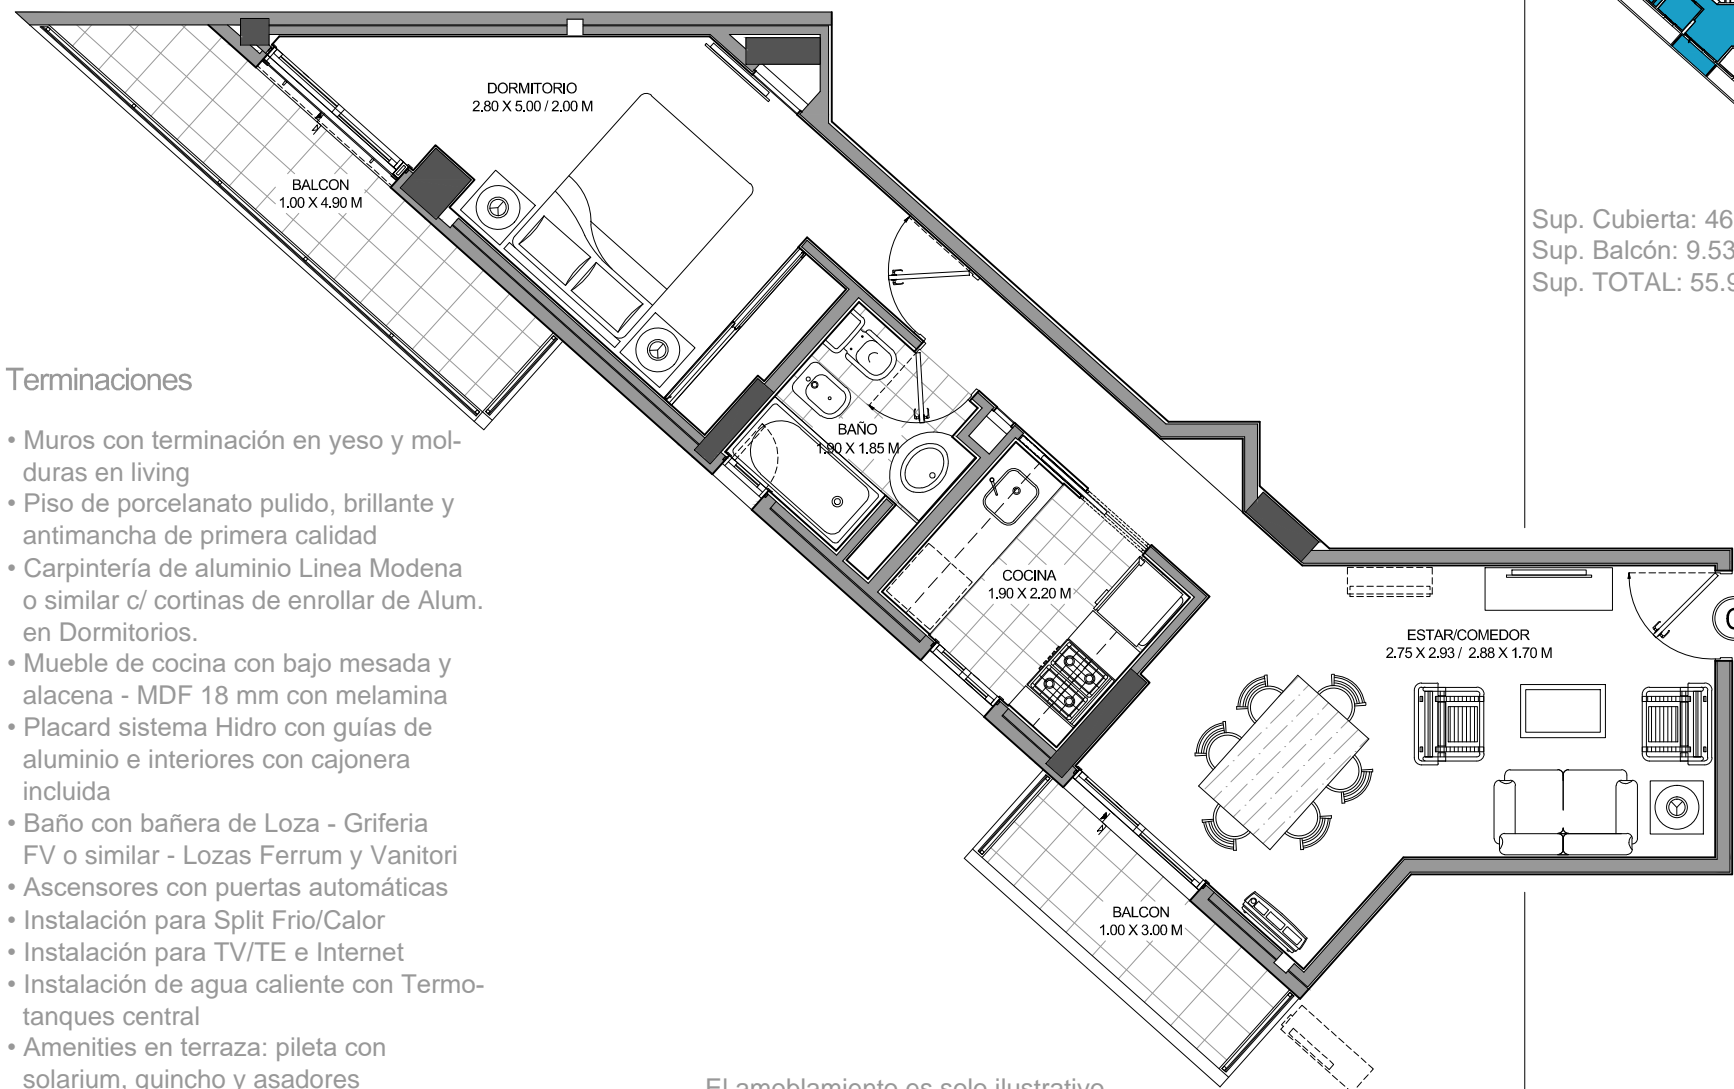 DORMITORIO
2.80 X 5.00 / 2.00 M
BALCON
1.00 X 4.90 M
Sup. Cubierta: 46
Sup. Balcón: 9.53
Sup. TOTAL: 55.9
Terminaciones
• Muros con terminación en yeso y mol-
duras en living
• Piso de porcelanato pulido, brillante y
antimancha de primera calidad
• Carpintería de aluminio Linea Modena
o similar c/ cortinas de enrollar de Alum.
en Dormitorios.
• Mueble de cocina con bajo mesada y
alacena - MDF 18 mm con melamina
• Placard sistema Hidro con guías de
aluminio e interiores con cajonera
incluida
• Baño con bañera de Loza - Griferia
FV o similar - Lozas Ferrum y Vanitori
• Ascensores con puertas automáticas
• Instalación para Split Frio/Calor
• Instalación para TV/TE e Internet
• Instalación de agua caliente con Termo-
tanques central
• Amenities en terraza: pileta con
solarium, quincho y asadores
BAÑO
1.90 X 1.85 M
COCINA
1.90 X 2.20 M
ESTAR/COMEDOR
2.75 X 2.93 / 2.88 X 1.70 M
BALCON
1.00 X 3.00 M
El amoblamiento es solo ilustrativo